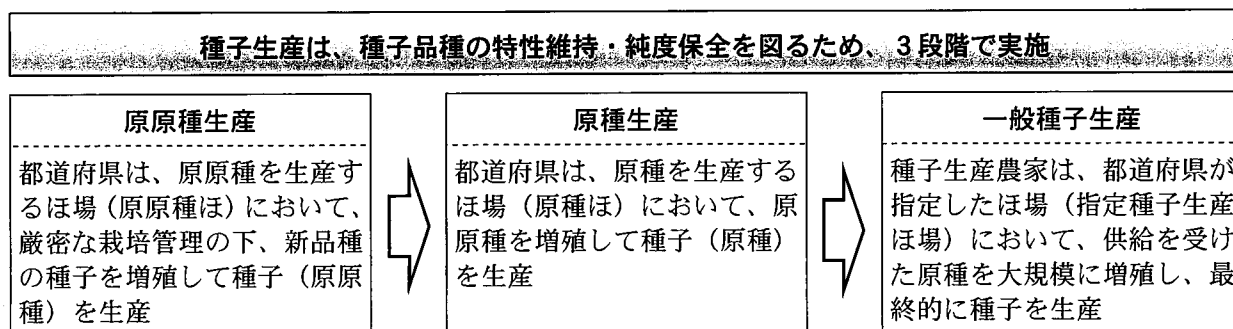 種子生産は、種子品種の特性維持・純度保全を図るため、3段階で実施
原原種生産
都道府県は、原原種を生産す
るほ場（原原種ほ）において、
厳密な栽培管理の下、新品種
の種子を増殖して種子（原原
種）を生産
原種生産
都道府県は、原種を生産する
ほ場（原種ほ）において、原
原種を増殖して種子（原種）
を生産
一般種子生産
種子生産農家は、都道府県が
指定したほ場（指定種子生産
ほ場）において、供給を受け
た原種を大規模に増殖し、最
終的に種子を生産